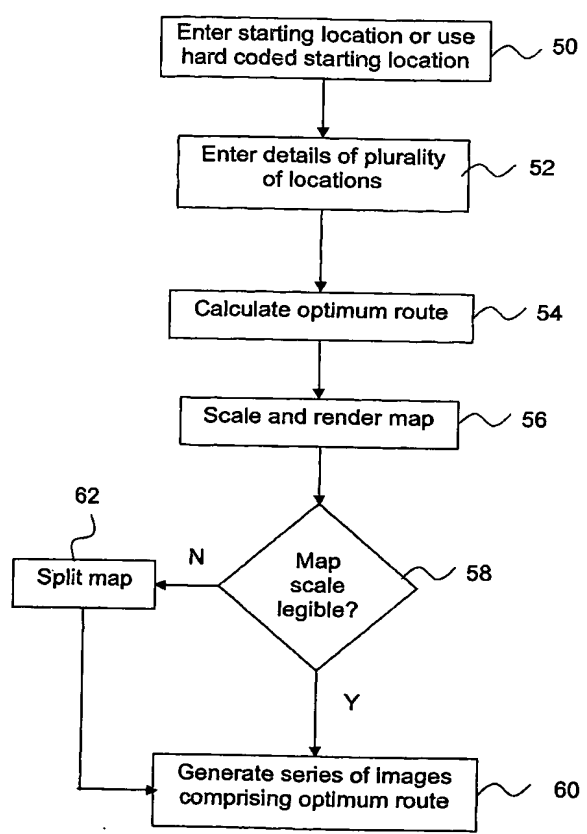 Enter starting location or use
hard coded starting location
50
Enter details of plurality
of locations
52
Calculate optimum route
54
Scale and render map
56
62
N
Split map
Map
scale
legible?
58
Y
Generate series of images
comprising optimum route
60